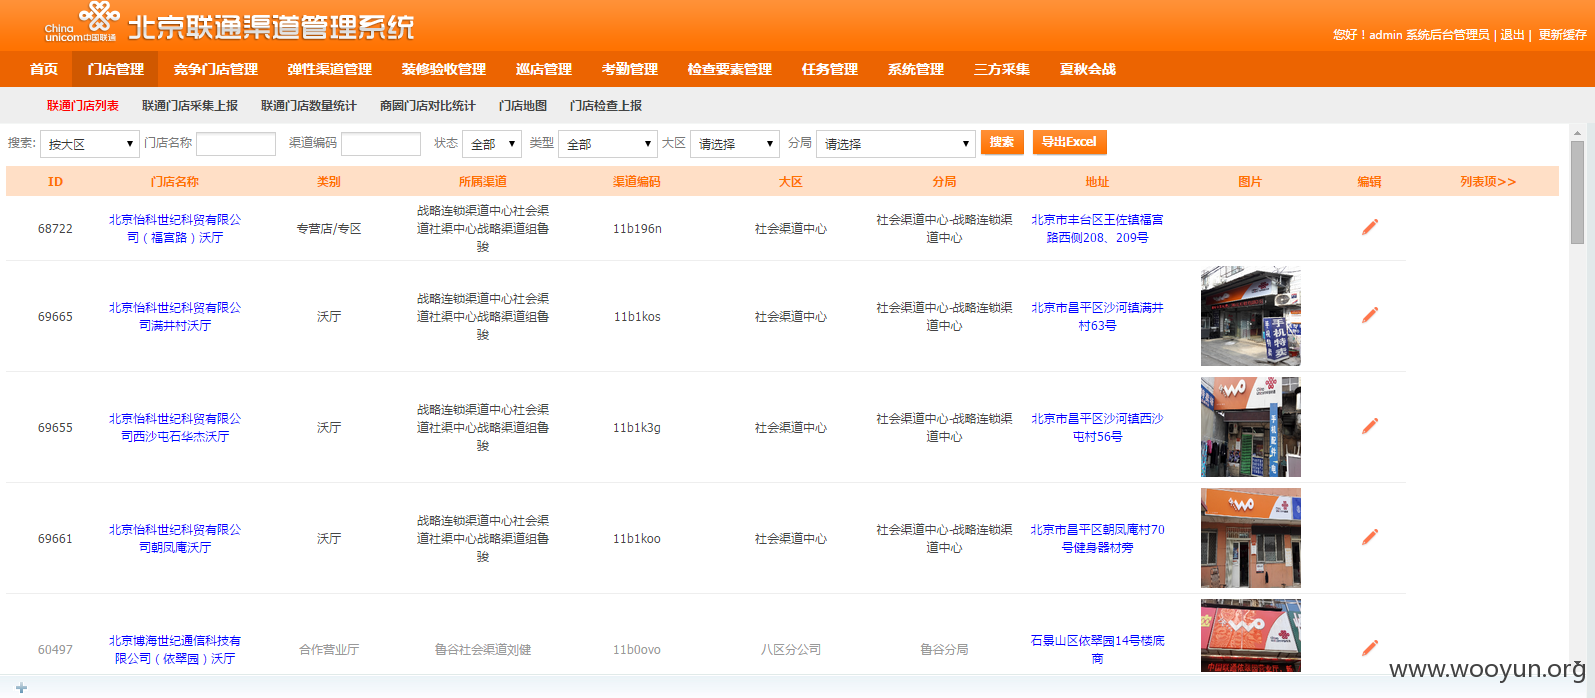 China unicom中国联通 北京联通渠道管理系统
您好！admin 系统后台管理员 | 退出 | 更新缓存
首页 门店管理 竞争门店管理 弹性渠道管理 装修验收管理 巡店管理 考勤管理 检查要素管理 任务管理 系统管理 三方采集 夏秋会战
联通门店列表 联通门店采集上报 联通门店数量统计 商圈门店对比统计 门店地图 门店检查上报
搜索: 按大区 门店名称 渠道编码 状态 全部 类型 全部 大区 请选择 分局 请选择 搜索 导出Excel
ID 门店名称 类别 所属渠道 渠道编码 大区 分局 地址 图片 编辑 列表项>>
68722 北京怡科世纪科贸有限公司（福宫路）沃厅 专营店/专区 战略连锁渠道中心社会渠道社渠中心战略渠道组鲁骏 11b196n 社会渠道中心 社会渠道中心-战略连锁渠道中心 北京市丰台区王佐镇福宫路西侧208、209号
69665 北京怡科世纪科贸有限公司满井村沃厅 沃厅 战略连锁渠道中心社会渠道社渠中心战略渠道组鲁骏 11b1kos 社会渠道中心 社会渠道中心-战略连锁渠道中心 北京市昌平区沙河镇满井村63号
手机特卖
69655 北京怡科世纪科贸有限公司西沙屯石华杰沃厅 沃厅 战略连锁渠道中心社会渠道社渠中心战略渠道组鲁骏 11b1k3g 社会渠道中心 社会渠道中心-战略连锁渠道中心 北京市昌平区沙河镇西沙屯村56号
wo
69661 北京怡科世纪科贸有限公司朝凤庵沃厅 沃厅 战略连锁渠道中心社会渠道社渠中心战略渠道组鲁骏 11b1koo 社会渠道中心 社会渠道中心-战略连锁渠道中心 北京市昌平区朝凤庵村70号健身器材旁
wo
60497 北京博海世纪通信科技有限公司（依翠园）沃厅 合作营业厅 鲁谷社会渠道刘健 11b0ovo 八区分公司 鲁谷分局 石景山区依翠园14号楼底商
wo
www.wooyun.org